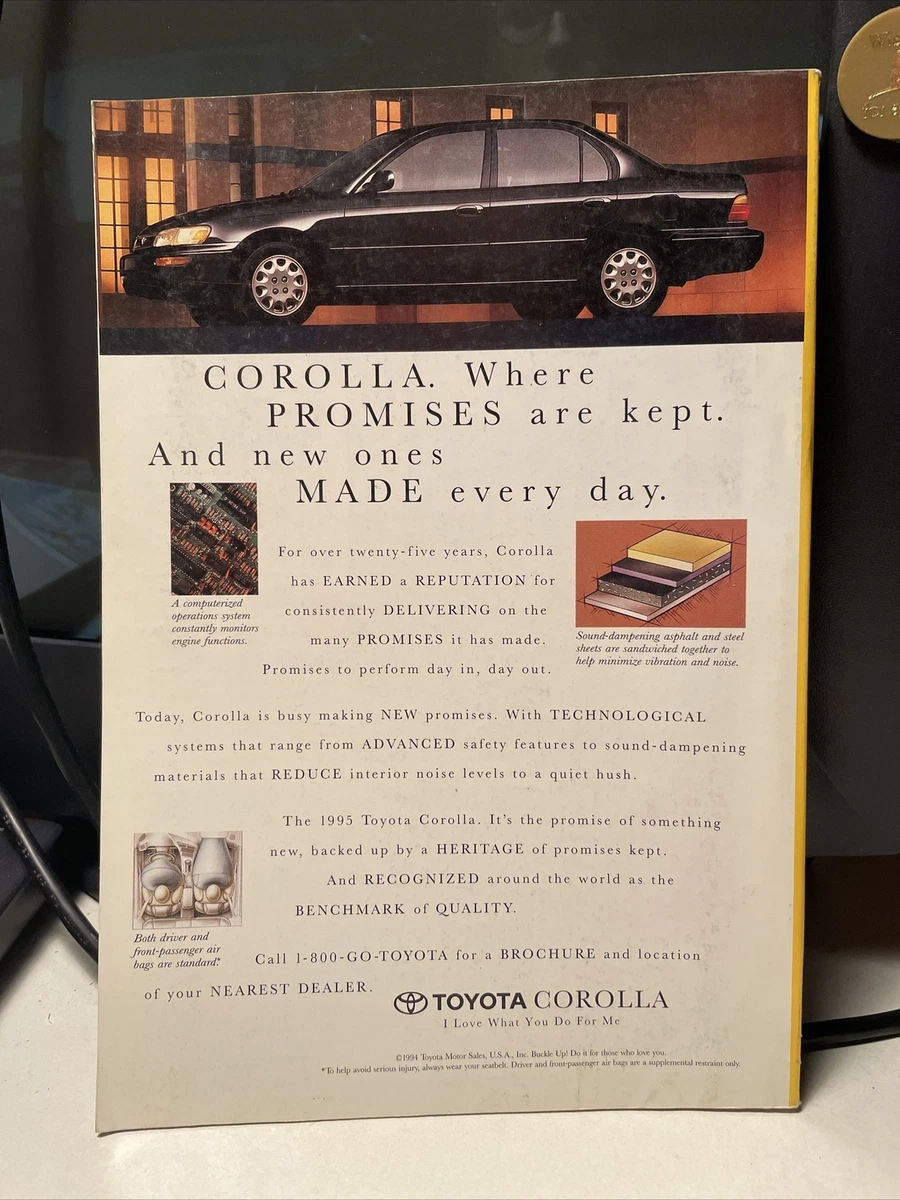 COROLLA. Where
PROMISES are kept.
And new ones
MADE every day.
A computerized
operations system
constantly monitors
engine functions.
For over twenty-five years, Corolla
has EARNED a REPUTATION for
consistently DELIVERING on the
many PROMISES it has made.
Promises to perform day in, day out.
Sound-dampening asphalt and steel
sheets are sandwiched together to
help minimize vibration and noise.
Today, Corolla is busy making NEW promises. With TECHNOLOGICAL
systems that range from ADVANCED safety features to sound-dampening
materials that REDUCE interior noise levels to a quiet hush.
The 1995 Toyota Corolla. It's the promise of something
new, backed up by a HERITAGE of promises kept.
And RECOGNIZED around the world as the
BENCHMARK of QUALITY.
Both driver and
front-passenger air
bags are standard.*
Call 1-800-GO-TOYOTA for a BROCHURE and location
of your NEAREST DEALER.
TOYOTA COROLLA
I Love What You Do For Me
©1994 Toyota Motor Sales, U.S.A., Inc. Buckle Up! Do it for those who love you.
*To help avoid serious injury, always wear your seatbelt. Driver and front-passenger air bags are a supplemental restraint only.